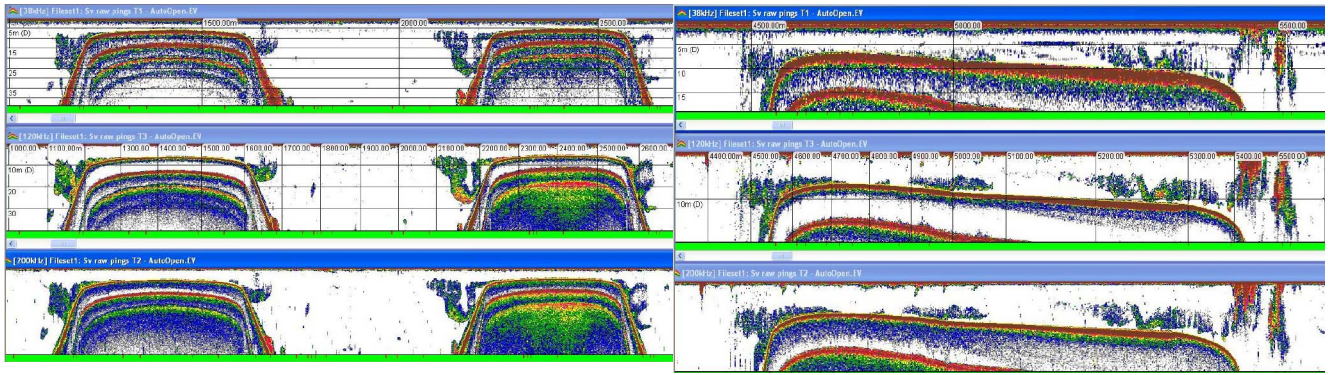 [38kHz] Fileset1: Sv raw pings T1 - AutoOpen.EV
1500.00m 2000.00 2500.00
5m (D)
15
25
35
[120kHz] Fileset1: Sv raw pings T3 - AutoOpen.EV
1000.00 1100.00m 1200.00 1300.00 1400.00 1500.00 1600.00 1700.00 1800.00 1900.00 2000.00 2100.00 2200.00 2300.00 2400.00 2500.00 2600.00
10m (D)
20
30
[200kHz] Fileset1: Sv raw pings T2 - AutoOpen.EV
[38kHz] Fileset1: Sv raw pings T1 - AutoOpen.EV
4500.00m 5000.00 5500.00
5m (D)
10
15
[120kHz] Fileset1: Sv raw pings T3 - AutoOpen.EV
4400.00m 4500.00 4600.00 4700.00 4800.00 4900.00 5000.00 5100.00 5200.00 5300.00 5400.00 5500.00
10m (D)
[200kHz] Fileset1: Sv raw pings T2 - AutoOpen.EV